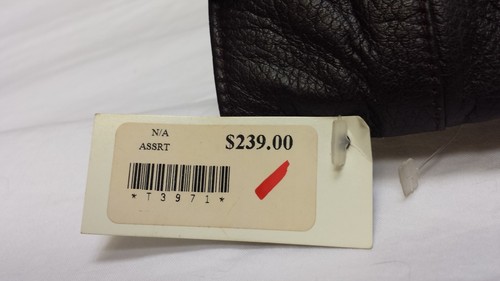 N/A
ASSRT
$239.00
*T3971*